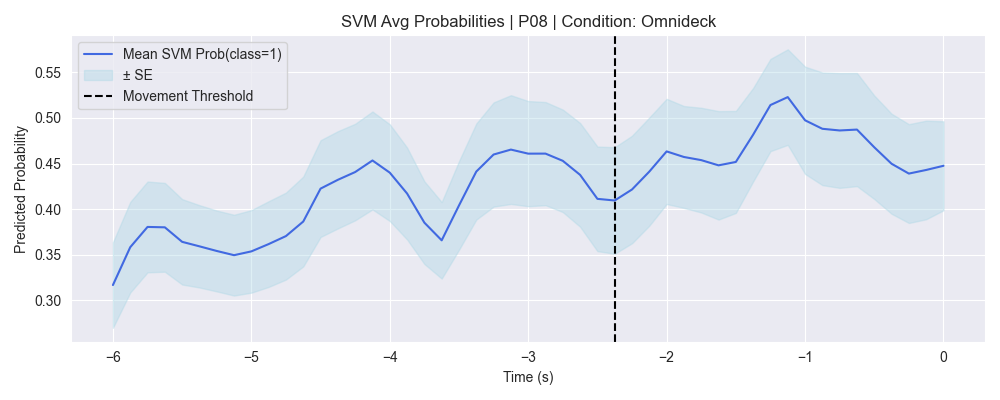 SVM Avg Probabilities | P08 | Condition: Omnideck
Mean SVM Prob(class=1)
± SE
Movement Threshold
Predicted Probability
0.55
0.50
0.45
0.40
0.35
0.30
−6 −5 −4 −3 −2 −1 0
Time (s)